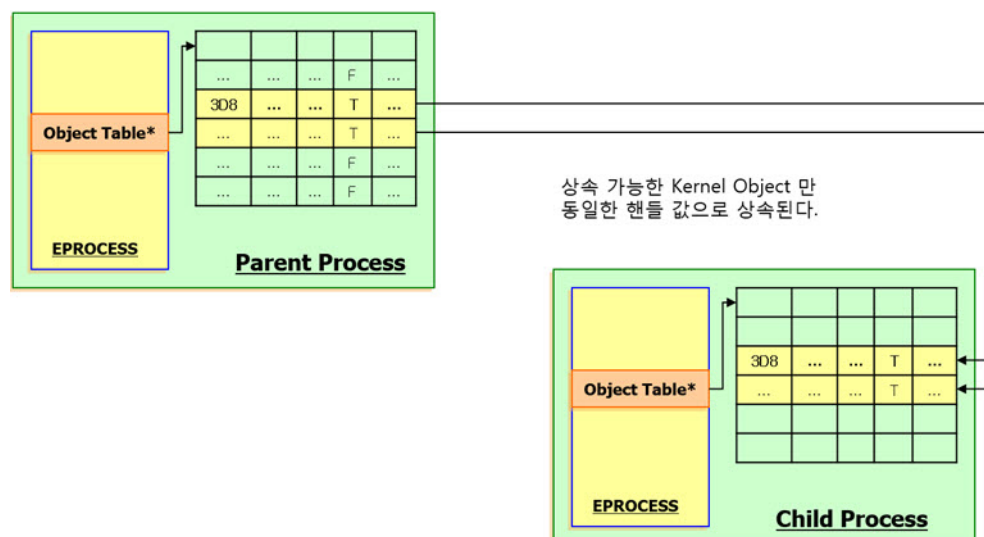 ... ... ... F ...
3D8 ... ... T ...
Object Table*
... ... ... T ...
... ... ... F ...
... ... ... F ...
EPROCESS
Parent Process
상속 가능한 Kernel Object 만
동일한 핸들 값으로 상속된다.
3D8 ... ... T ...
Object Table*
... ... ... T ...
EPROCESS
Child Process